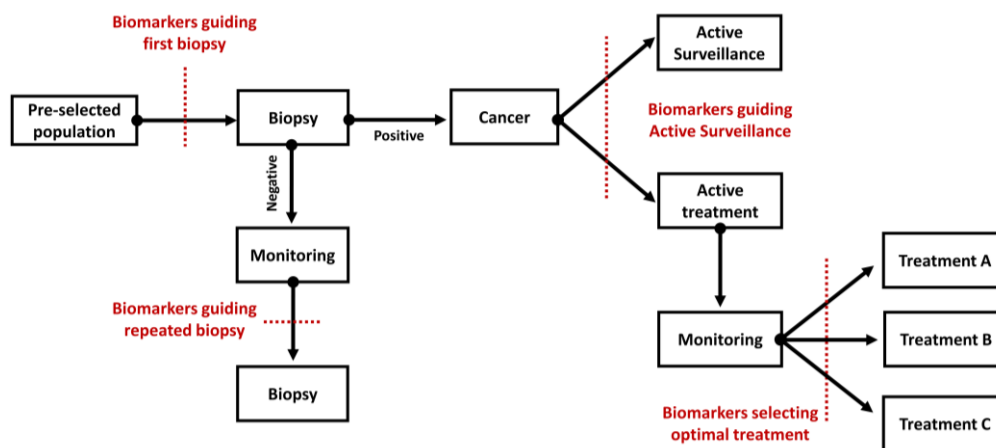 Biomarkers guiding
first biopsy
Pre-selected
population
Biopsy
Positive
Cancer
Active
Surveillance
Biomarkers guiding
Active Surveillance
Negative
Active
treatment
Monitoring
Biomarkers guiding
repeated biopsy
Biopsy
Monitoring
Treatment A
Treatment B
Treatment C
Biomarkers selecting
optimal treatment